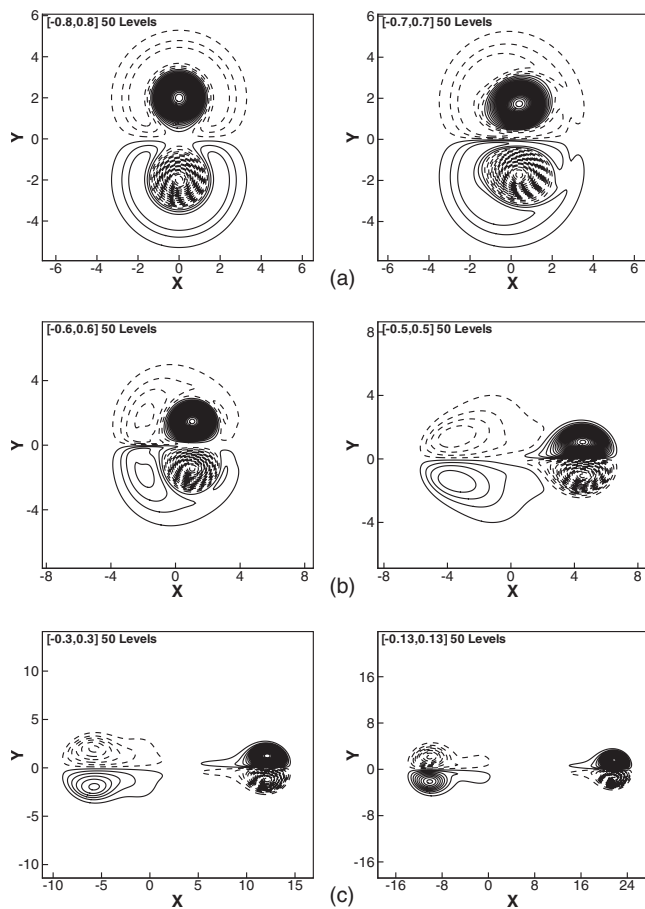 [-0.8,0.8] 50 Levels
6
4
2
0
-2
-4
Y
-6 -4 -2 0 2 4 6
X
[-0.7,0.7] 50 Levels
6
4
2
0
-2
-4
Y
-6 -4 -2 0 2 4 6
X
(a)
[-0.6,0.6] 50 Levels
4
0
-4
Y
-8 -4 0 4 8
X
[-0.5,0.5] 50 Levels
8
4
0
-4
Y
-8 -4 0 4 8
X
(b)
[-0.3,0.3] 50 Levels
10
5
0
-5
-10
Y
-10 -5 0 5 10 15
X
[-0.13,0.13] 50 Levels
16
8
0
-8
-16
Y
-16 -8 0 8 16 24
X
(c)